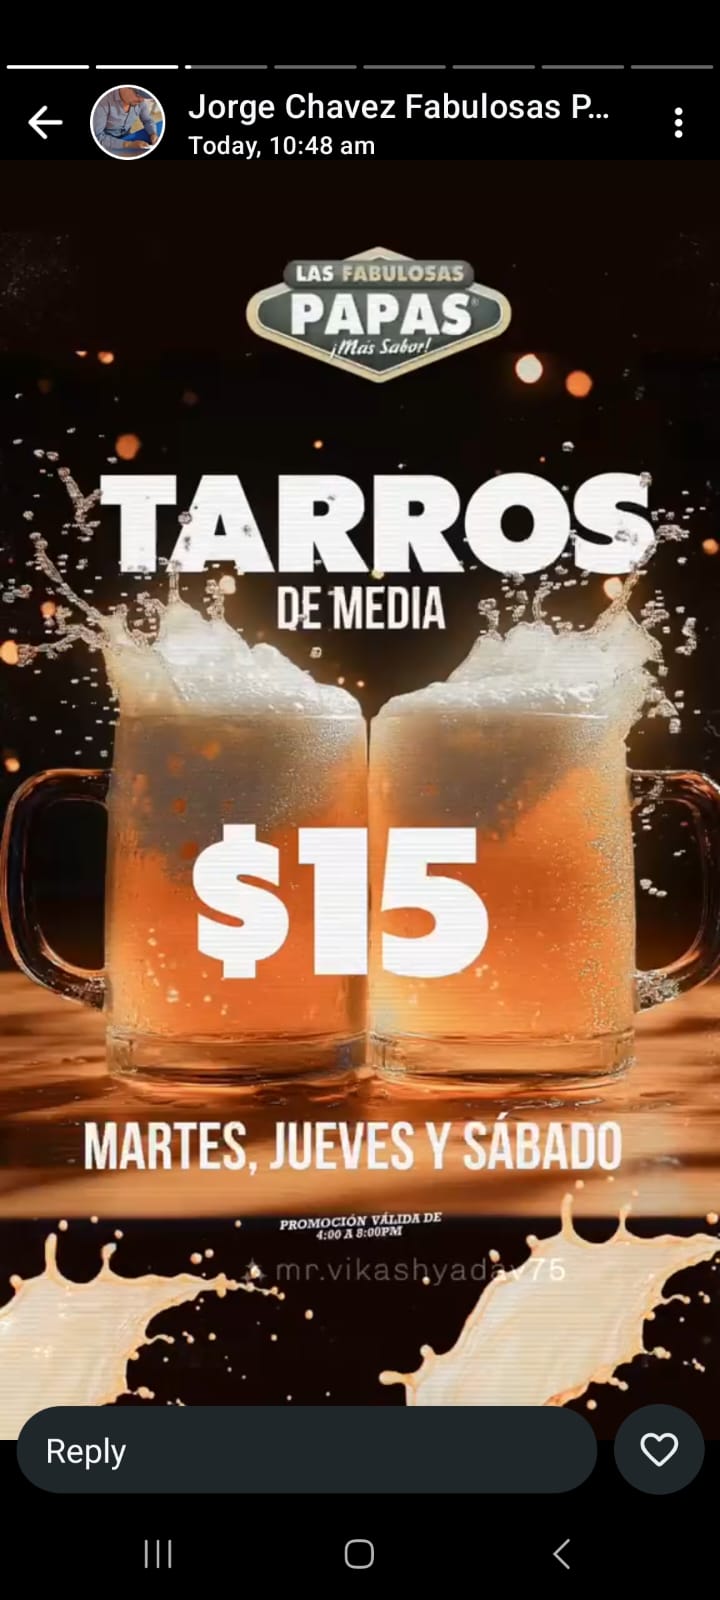 Jorge Chavez Fabulosas P...
Today, 10:48 am
LAS FABULOSAS
PAPAS®
¡Más Sabor!
TARROS
DE MEDIA
$15
MARTES, JUEVES Y SÁBADO
PROMOCIÓN VÁLIDA DE
4:00 A 8:00PM
mr.vikashyadav75
Reply